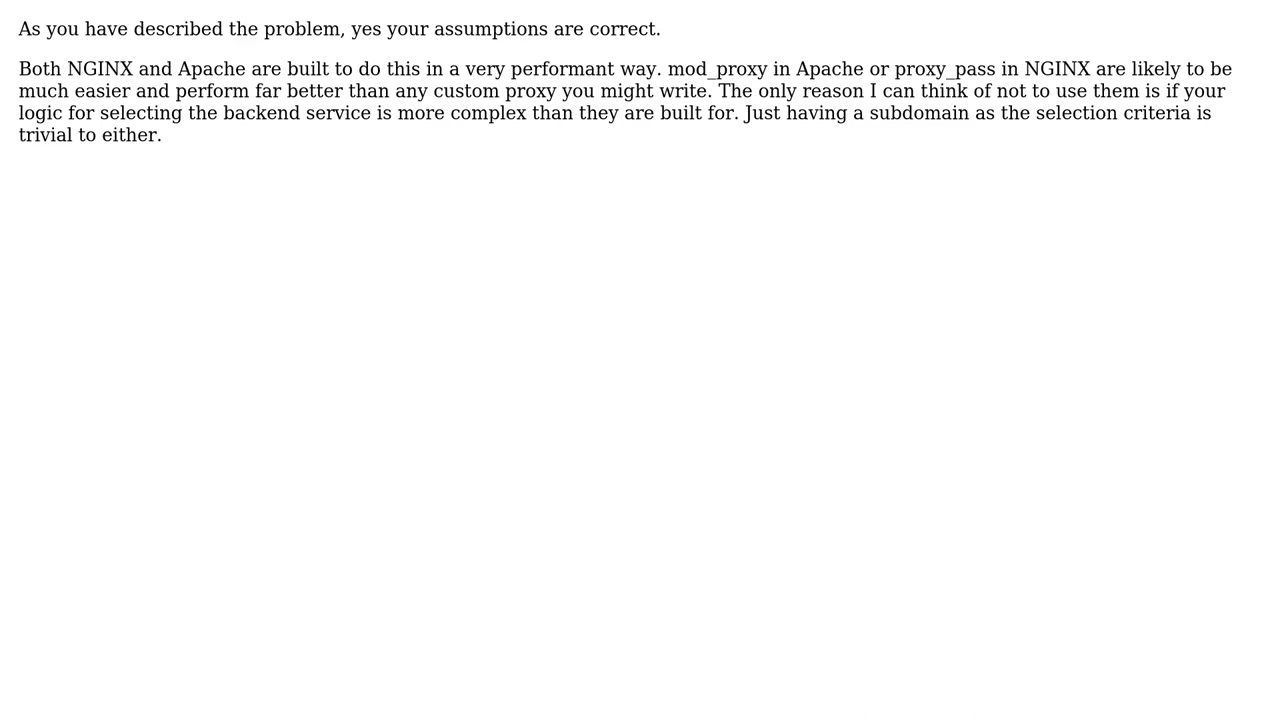 As you have described the problem, yes your assumptions are correct.
Both NGINX and Apache are built to do this in a very performant way. mod_proxy in Apache or proxy_pass in NGINX are likely to be
much easier and perform far better than any custom proxy you might write. The only reason I can think of not to use them is if your
logic for selecting the backend service is more complex than they are built for. Just having a subdomain as the selection criteria is
trivial to either.